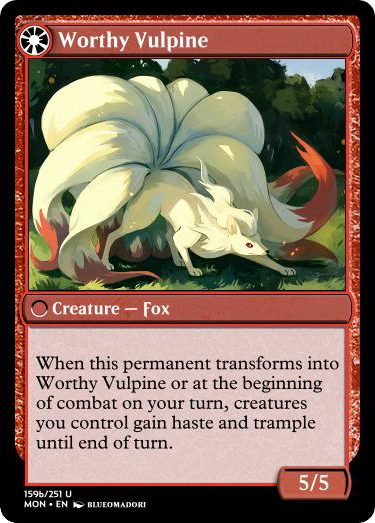 Worthy Vulpine
Creature — Fox
When this permanent transforms into
Worthy Vulpine or at the beginning
of combat on your turn, creatures
you control gain haste and trample
until end of turn.
5/5
159b/251 U
MON • EN BLUEOMADORI